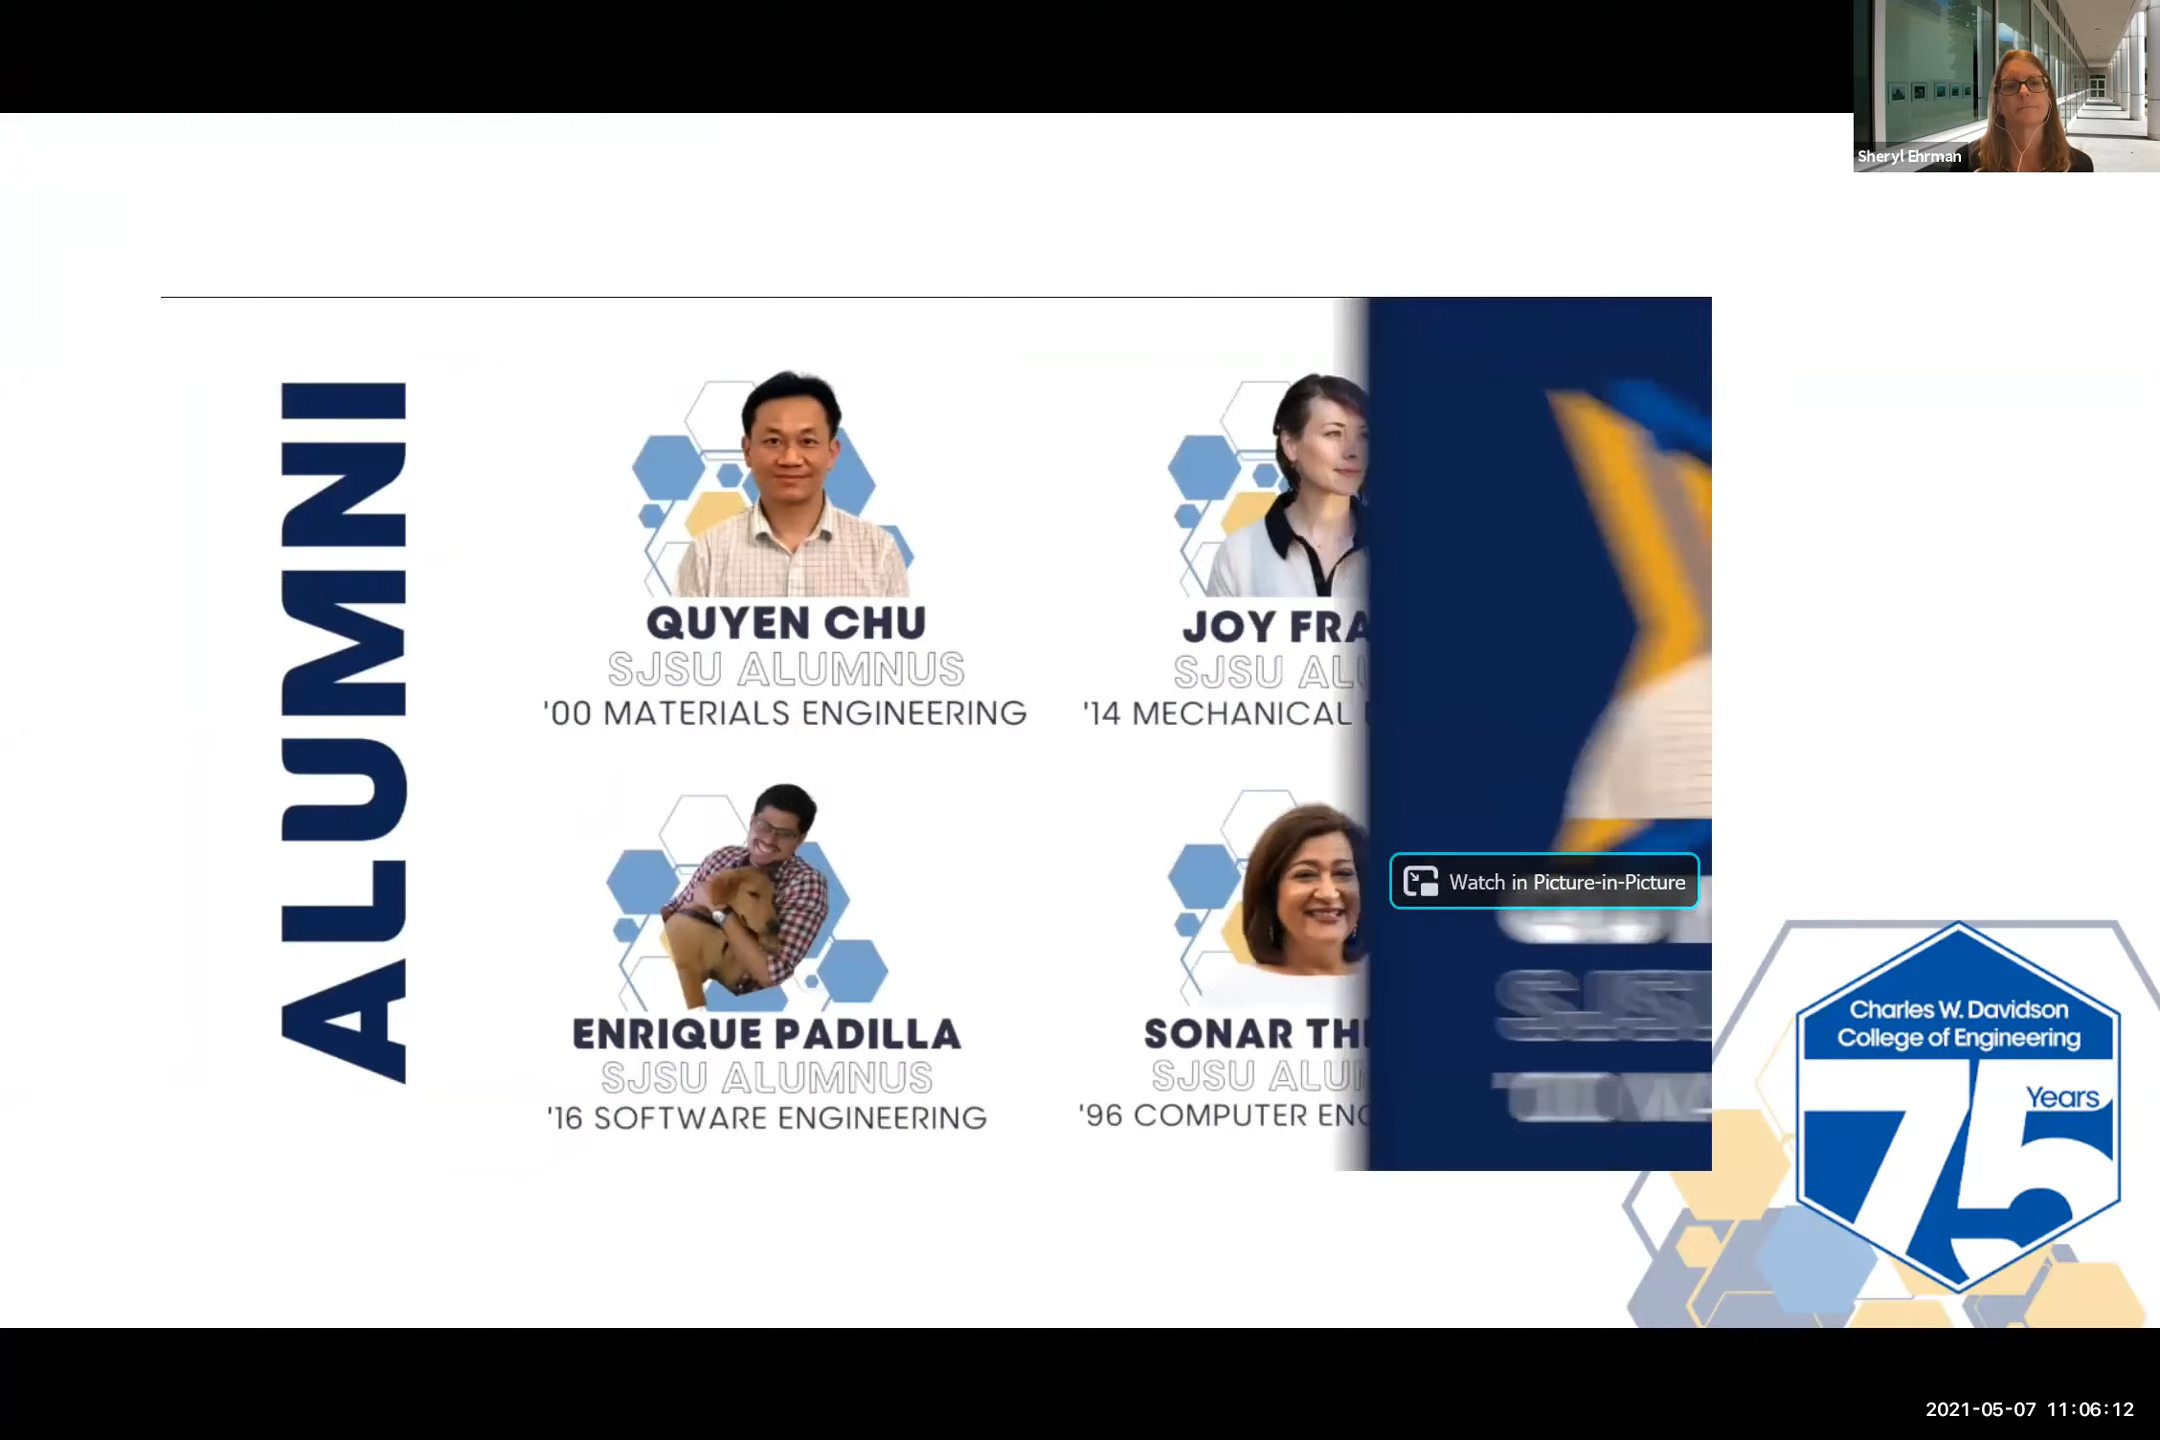 Sheryl Ehrman
ALUMNI
QUYEN CHU
SJSU ALUMNUS
'00 MATERIALS ENGINEERING
JOY FRA
SJSU ALU
'14 MECHANICAL
ENRIQUE PADILLA
SJSU ALUMNUS
'16 SOFTWARE ENGINEERING
SONAR TH
SJSU ALUM
'96 COMPUTER ENG
Watch in Picture-in-Picture
Charles W. Davidson
College of Engineering
75
Years
2021-05-07 11:06:12